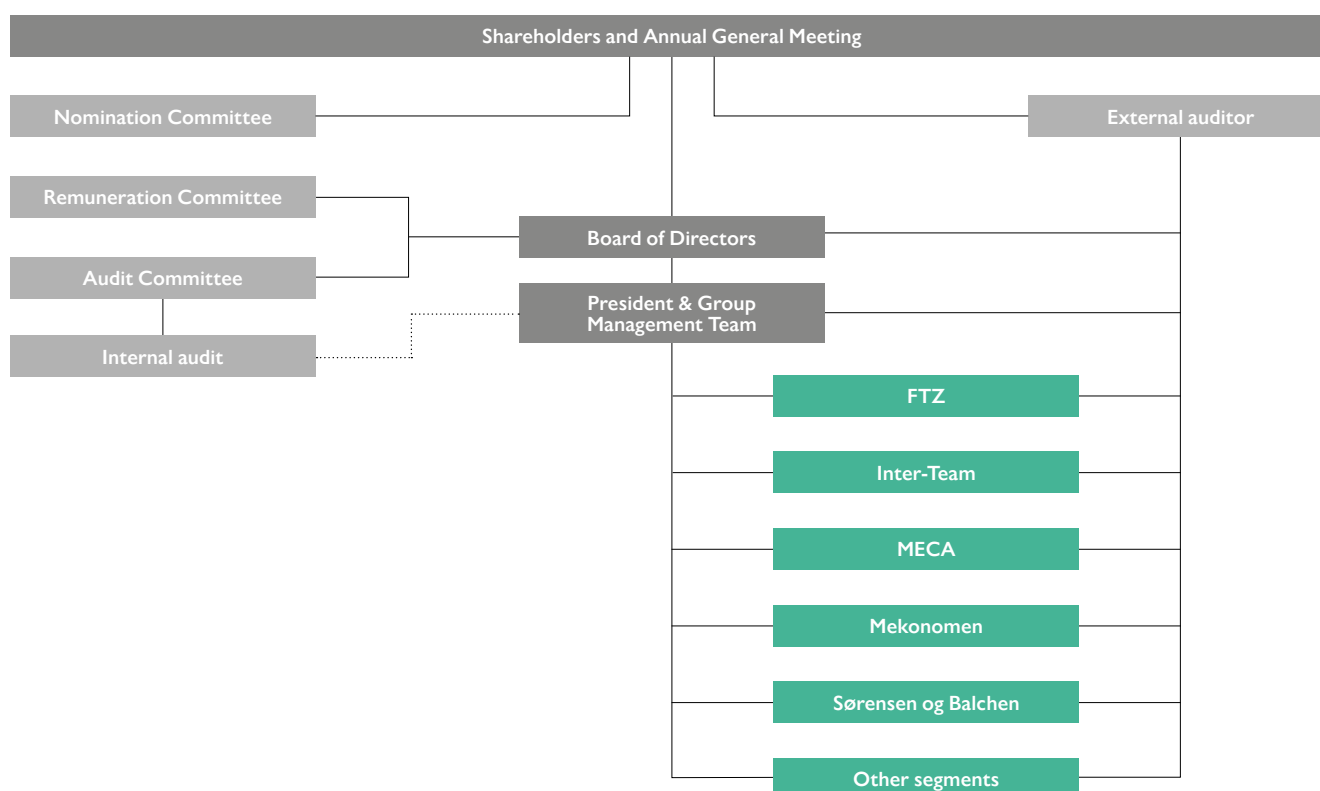 Shareholders and Annual General Meeting
Nomination Committee
External auditor
Remuneration Committee
Board of Directors
Audit Committee
President & Group
Management Team
Internal audit
FTZ
Inter-Team
MECA
Mekonomen
Sørensen og Balchen
Other segments